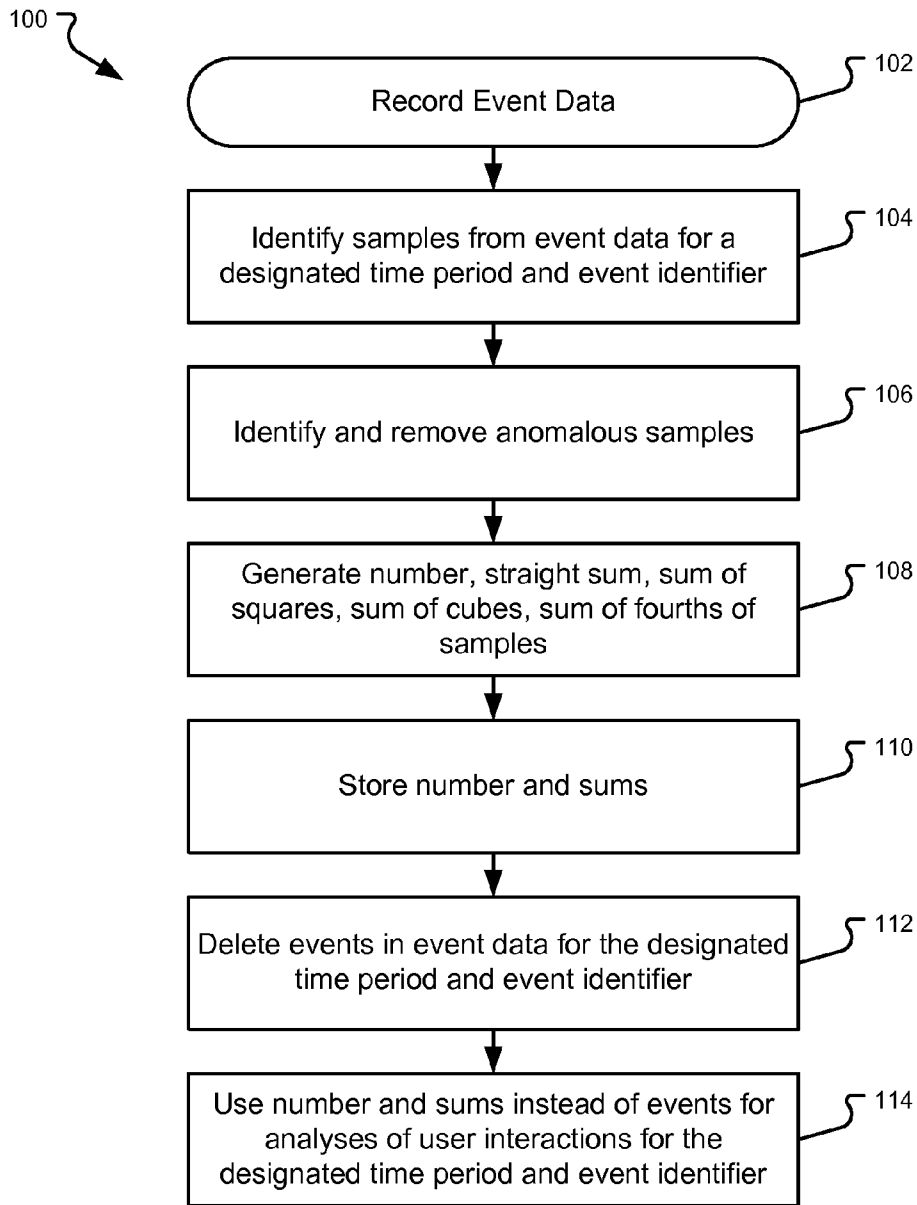 100
Record Event Data
102
Identify samples from event data for a
designated time period and event identifier
104
Identify and remove anomalous samples
106
Generate number, straight sum, sum of
squares, sum of cubes, sum of fourths of
samples
108
Store number and sums
110
Delete events in event data for the designated
time period and event identifier
112
Use number and sums instead of events for
analyses of user interactions for the
designated time period and event identifier
114